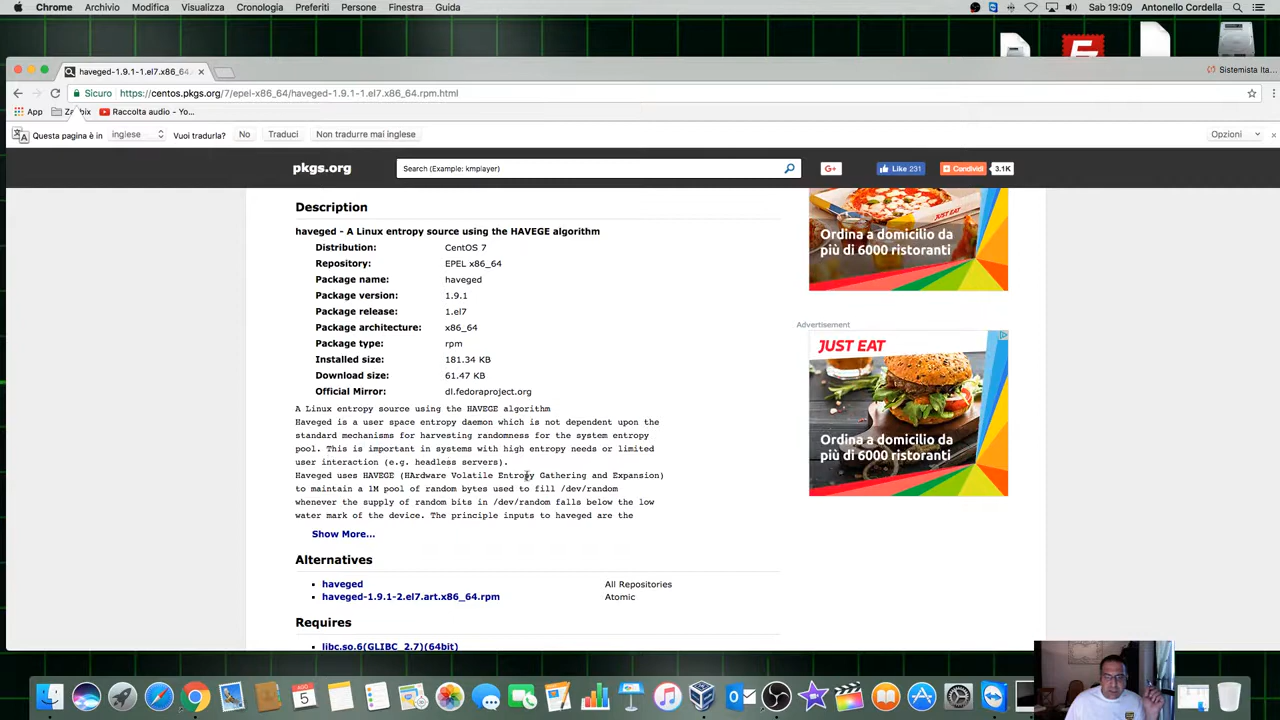 Chrome Archivio Modifica Visualizza Cronologia Preferiti Persone Finestra Guida Sab 19:09 Antonello Cordella
haveged-1.9.1-1.el7.x86_64.
Sistemista Ita...
Sicuro https://centos.pkgs.org/7/epel-x86_64/haveged-1.9.1-1.el7.x86_64.rpm.html
App Zabbix Raccolta audio - Yo...
Questa pagina è in inglese Vuoi tradurla? No Traduci Non tradurre mai inglese Opzioni
pkgs.org Search (Example: kmplayer) G+ Like 231 Condividi 3.1K
Description
haveged - A Linux entropy source using the HAVEGE algorithm
Distribution: CentOS 7
Repository: EPEL x86_64
Package name: haveged
Package version: 1.9.1
Package release: 1.el7
Package architecture: x86_64
Package type: rpm
Installed size: 181.34 KB
Download size: 61.47 KB
Official Mirror: dl.fedoraproject.org
A Linux entropy source using the HAVEGE algorithm
Haveged is a user space entropy daemon which is not dependent upon the
standard mechanisms for harvesting randomness for the system entropy
pool. This is important in systems with high entropy needs or limited
user interaction (e.g. headless servers).
Haveged uses HAVEGE (HArdware Volatile Entropy Gathering and Expansion)
to maintain a 1M pool of random bytes used to fill /dev/random
whenever the supply of random bits in /dev/random falls below the low
water mark of the device. The principle inputs to haveged are the
Show More...
Alternatives
haveged All Repositories
haveged-1.9.1-2.el7.art.x86_64.rpm Atomic
Requires
libc.so.6(GLIBC_2.7)(64bit)
Ordina a domicilio da
più di 6000 ristoranti
Advertisement
JUST EAT
Ordina a domicilio da
più di 6000 ristoranti
AGO
5